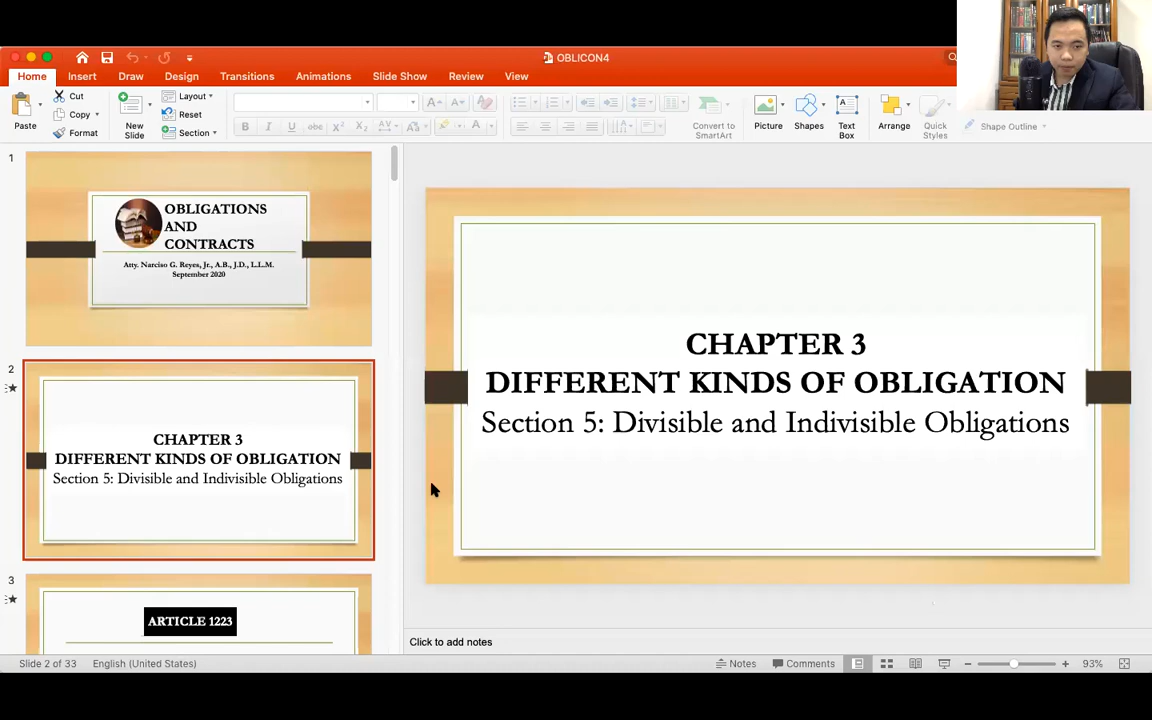 OBLICON4
Home Insert Draw Design Transitions Animations Slide Show Review View
Paste
Cut
Copy
Format
New
Slide
Layout
Reset
Section
Convert to
SmartArt
Picture
Shapes
Text
Box
Arrange
Quick
Styles
Shape Outline
1
OBLIGATIONS
AND
CONTRACTS
Atty. Narciso G. Reyes, Jr., A.B., J.D., L.L.M.
September 2020
2
CHAPTER 3
DIFFERENT KINDS OF OBLIGATION
Section 5: Divisible and Indivisible Obligations
3
ARTICLE 1223
CHAPTER 3
DIFFERENT KINDS OF OBLIGATION
Section 5: Divisible and Indivisible Obligations
Click to add notes
Slide 2 of 33 English (United States) Notes Comments 93%